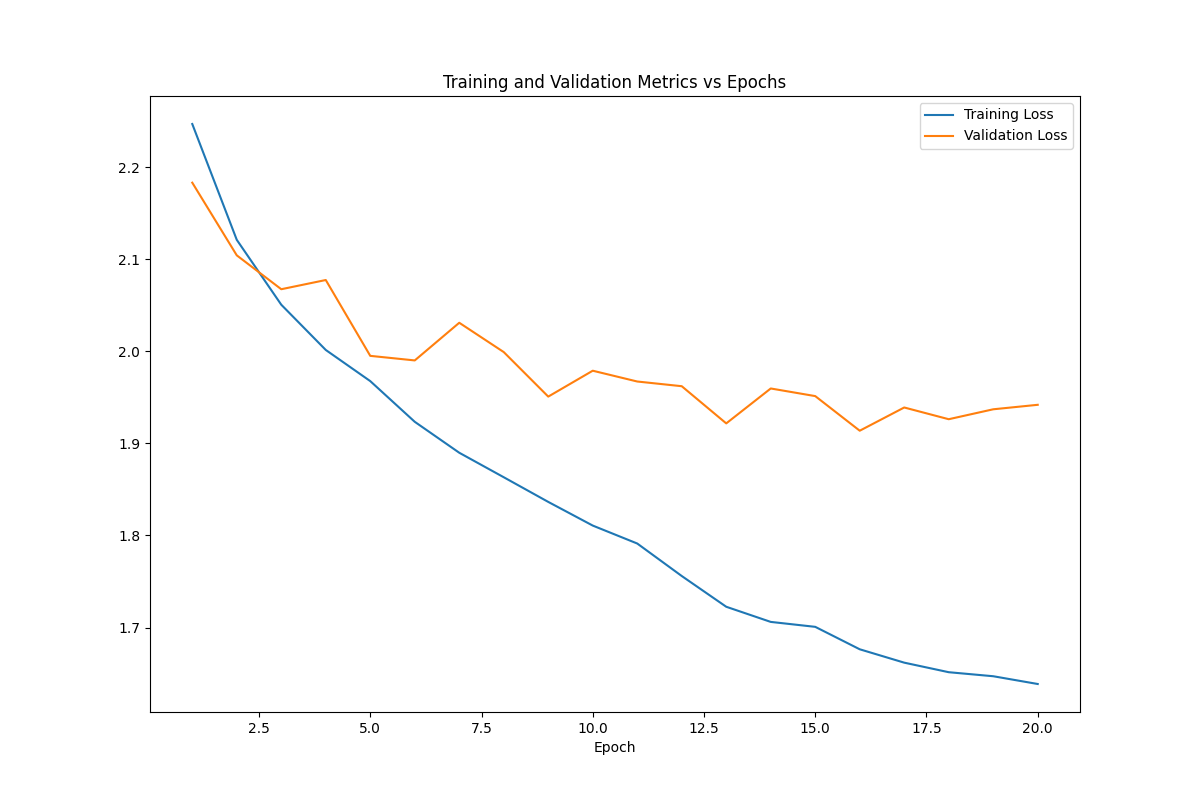 Training and Validation Metrics vs Epochs
Training Loss
Validation Loss
2.2
2.1
2.0
1.9
1.8
1.7
2.5 5.0 7.5 10.0 12.5 15.0 17.5 20.0
Epoch